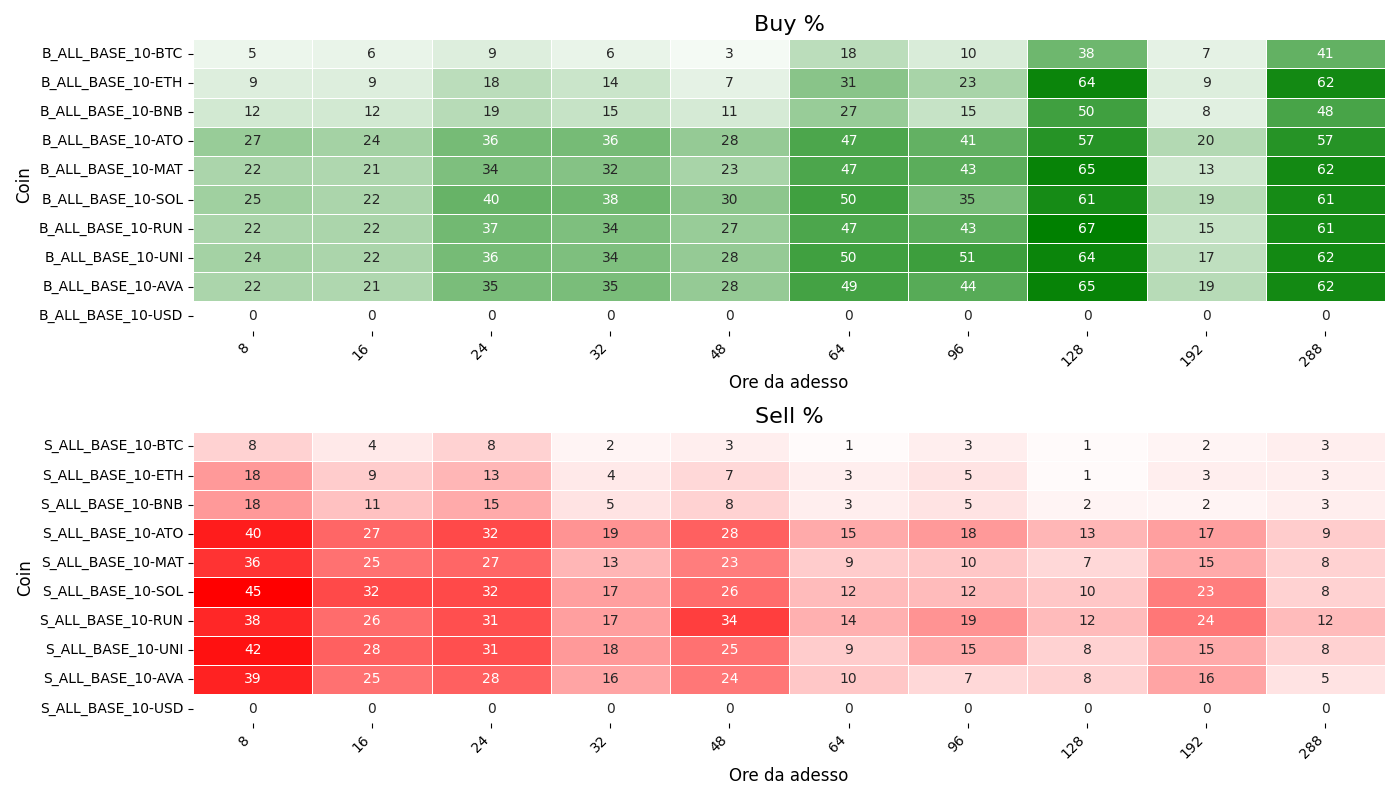 Buy %
Coin
B_ALL_BASE_10-BTC 5 6 9 6 3 18 10 38 7 41
B_ALL_BASE_10-ETH 9 9 18 14 7 31 23 64 9 62
B_ALL_BASE_10-BNB 12 12 19 15 11 27 15 50 8 48
B_ALL_BASE_10-ATO 27 24 36 36 28 47 41 57 20 57
B_ALL_BASE_10-MAT 22 21 34 32 23 47 43 65 13 62
B_ALL_BASE_10-SOL 25 22 40 38 30 50 35 61 19 61
B_ALL_BASE_10-RUN 22 22 37 34 27 47 43 67 15 61
B_ALL_BASE_10-UNI 24 22 36 34 28 50 51 64 17 62
B_ALL_BASE_10-AVA 22 21 35 35 28 49 44 65 19 62
B_ALL_BASE_10-USD 0 0 0 0 0 0 0 0 0 0
8 16 24 32 48 64 96 128 192 288
Ore da adesso
Sell %
Coin
S_ALL_BASE_10-BTC 8 4 8 2 3 1 3 1 2 3
S_ALL_BASE_10-ETH 18 9 13 4 7 3 5 1 3 3
S_ALL_BASE_10-BNB 18 11 15 5 8 3 5 2 2 3
S_ALL_BASE_10-ATO 40 27 32 19 28 15 18 13 17 9
S_ALL_BASE_10-MAT 36 25 27 13 23 9 10 7 15 8
S_ALL_BASE_10-SOL 45 32 32 17 26 12 12 10 23 8
S_ALL_BASE_10-RUN 38 26 31 17 34 14 19 12 24 12
S_ALL_BASE_10-UNI 42 28 31 18 25 9 15 8 15 8
S_ALL_BASE_10-AVA 39 25 28 16 24 10 7 8 16 5
S_ALL_BASE_10-USD 0 0 0 0 0 0 0 0 0 0
8 16 24 32 48 64 96 128 192 288
Ore da adesso